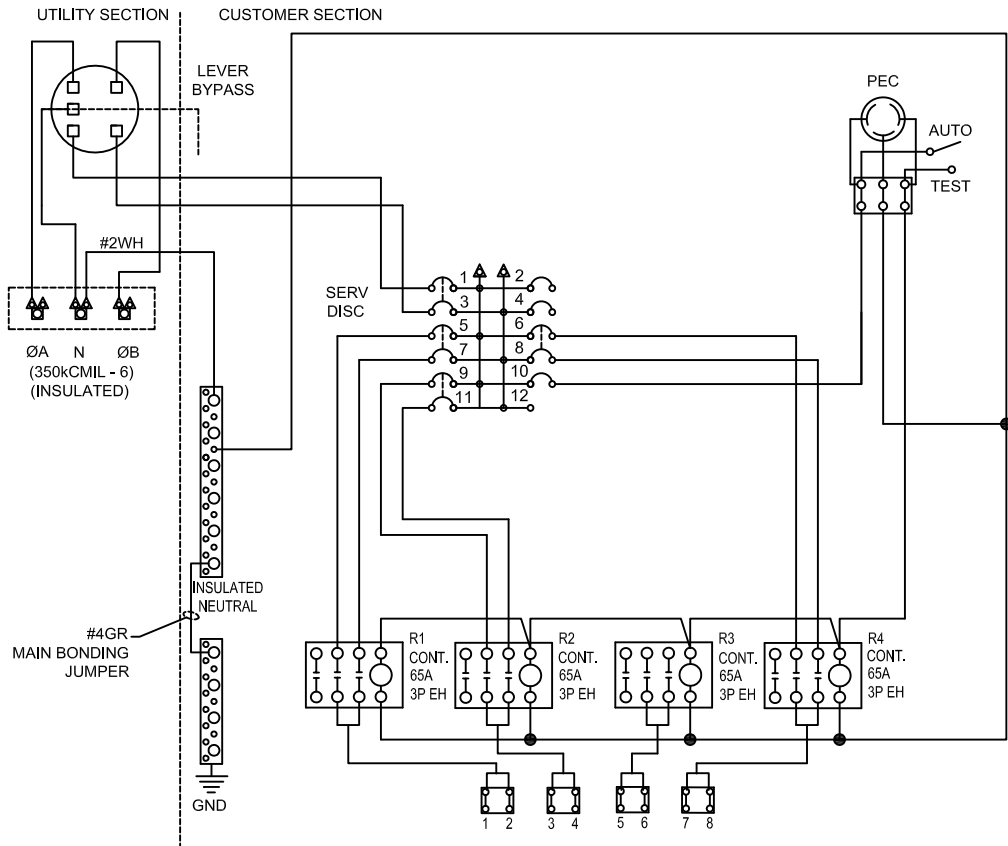 UTILITY SECTION
CUSTOMER SECTION
LEVER
BYPASS
PEC
AUTO
TEST
#2WH
SERV
DISC
1
2
3
4
5
6
7
8
9
10
11
12
ØA N ØB
(350kCMIL - 6)
(INSULATED)
INSULATED
NEUTRAL
#4GR
MAIN BONDING
JUMPER
GND
R1
CONT.
65A
3P EH
R2
CONT.
65A
3P EH
R3
CONT.
65A
3P EH
R4
CONT.
65A
3P EH
1 2 3 4 5 6 7 8